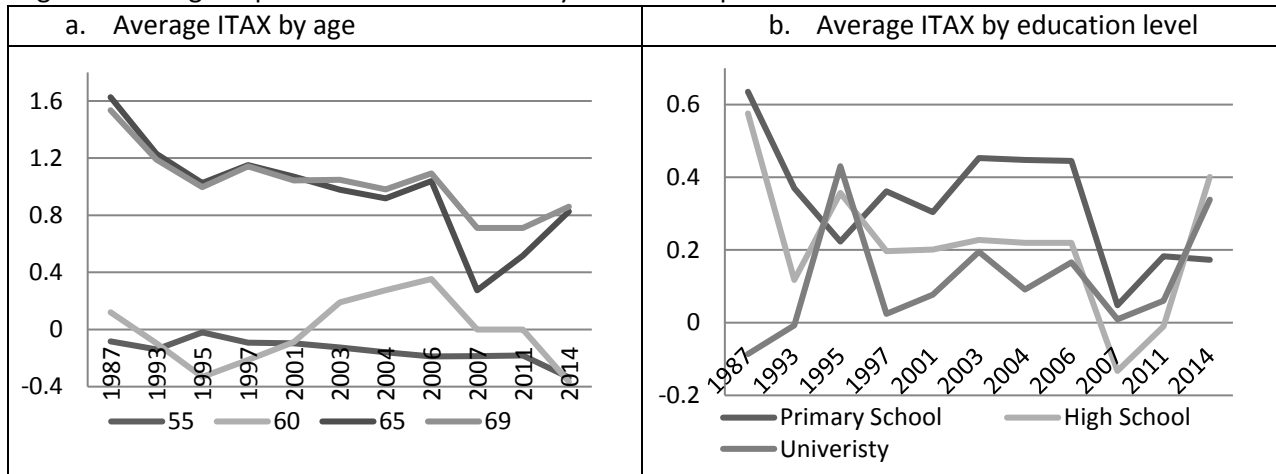 a. Average ITAX by age
1.6
1.2
0.8
0.4
0
-0.4
1987 1993 1995 1997 2001 2003 2004 2006 2007 2011 2014
55 60 65 69
b. Average ITAX by education level
0.6
0.4
0.2
0
-0.2
1987 1993 1995 1997 2001 2003 2004 2006 2007 2011 2014
Primary School High School
Univeristy